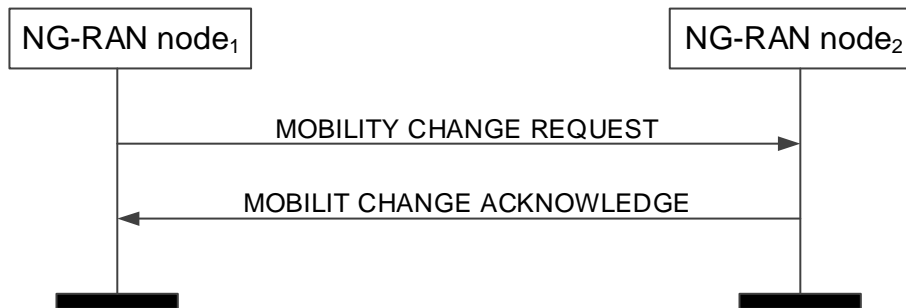 NG-RAN node₁
NG-RAN node₂
MOBILITY CHANGE REQUEST
MOBILIT CHANGE ACKNOWLEDGE